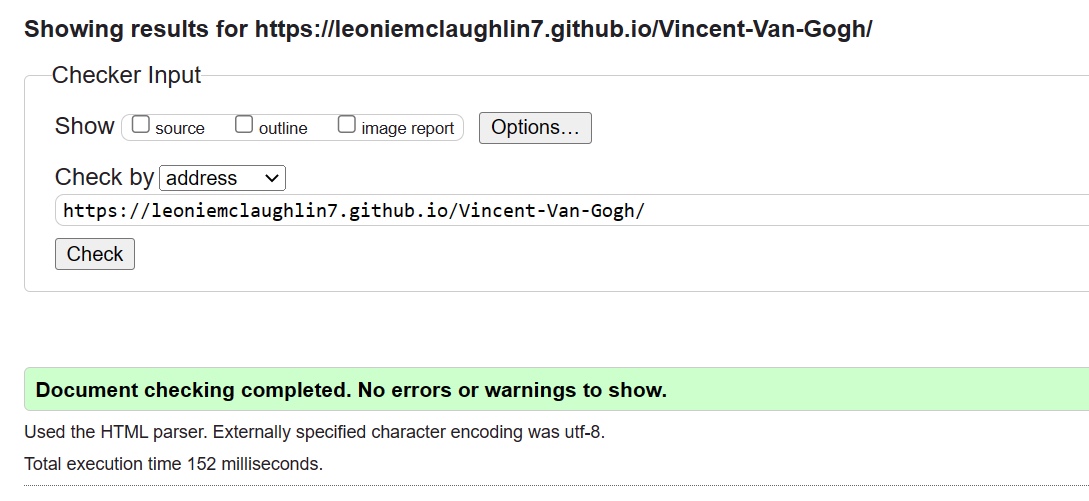 Showing results for https://leoniemclaughlin7.github.io/Vincent-Van-Gogh/
Checker Input
Show source outline image report Options...
Check by address
https://leoniemclaughlin7.github.io/Vincent-Van-Gogh/
Check
Document checking completed. No errors or warnings to show.
Used the HTML parser. Externally specified character encoding was utf-8.
Total execution time 152 milliseconds.